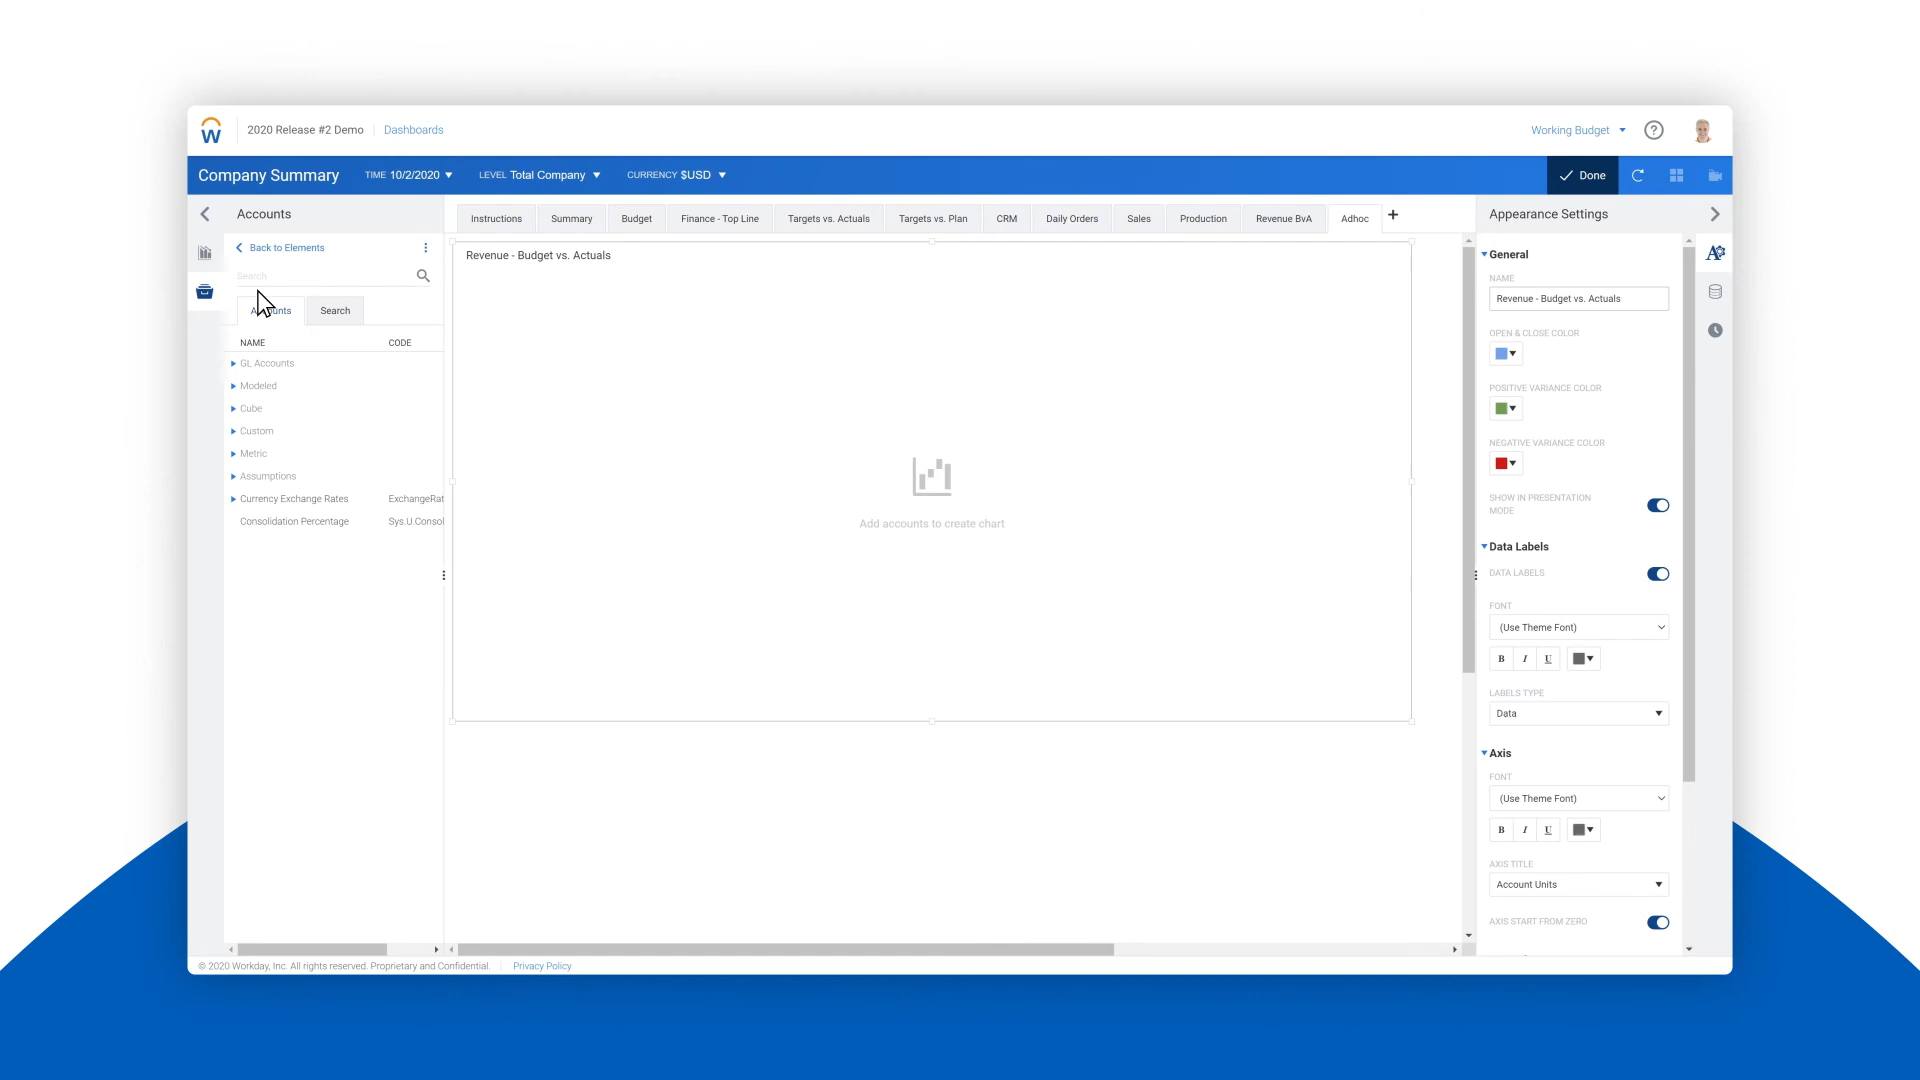 W
2020 Release #2 Demo
Dashboards
Working Budget
?
Company Summary
TIME 10/2/2020
LEVEL Total Company
CURRENCY $USD
Done
Accounts
Back to Elements
Search
Accounts
Search
NAME
CODE
GL Accounts
Modeled
Cube
Custom
Metric
Assumptions
Currency Exchange Rates
ExchangeRat
Consolidation Percentage
Sys.U.Consol
Instructions
Summary
Budget
Finance - Top Line
Targets vs. Actuals
Targets vs. Plan
CRM
Daily Orders
Sales
Production
Revenue BvA
Adhoc
+
Revenue - Budget vs. Actuals
Add accounts to create chart
Appearance Settings
General
NAME
Revenue - Budget vs. Actuals
OPEN & CLOSE COLOR
POSITIVE VARIANCE COLOR
NEGATIVE VARIANCE COLOR
SHOW IN PRESENTATION
MODE
Data Labels
DATA LABELS
FONT
(Use Theme Font)
B I U
LABELS TYPE
Data
Axis
FONT
(Use Theme Font)
B I U
AXIS TITLE
Account Units
AXIS START FROM ZERO
© 2020 Workday, Inc. All rights reserved. Proprietary and Confidential.
Privacy Policy